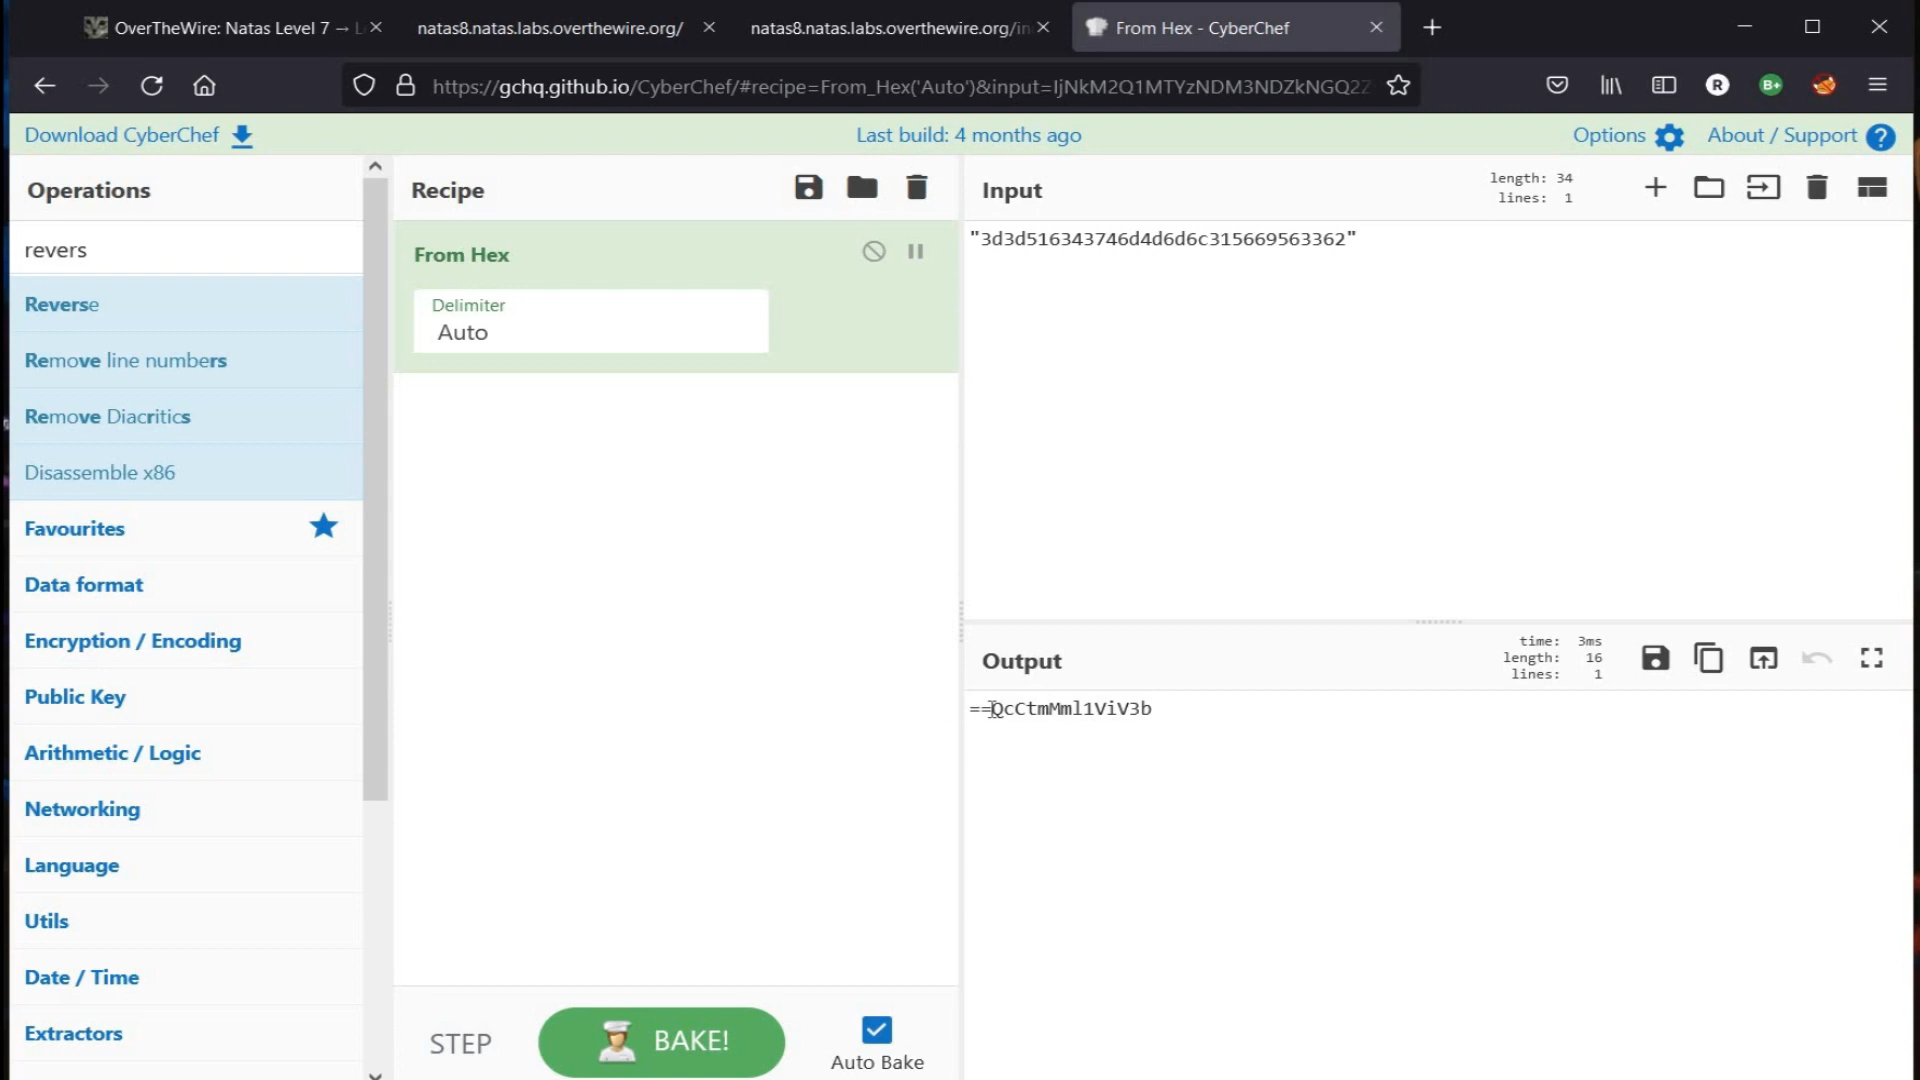 OverTheWire: Natas Level 7 → L
natas8.natas.labs.overthewire.org/
natas8.natas.labs.overthewire.org/in
From Hex - CyberChef
https://gchq.github.io/CyberChef/#recipe=From_Hex('Auto')&input=IjNkM2Q1MTYzNDM3NDZkNGQ2Z
R
B+
Download CyberChef
Last build: 4 months ago
Options
About / Support
?
Operations
Recipe
Input
length: 34
lines: 1
revers
From Hex
"3d3d516343746d4d6d6c315669563362"
Reverse
Delimiter
Auto
Remove line numbers
Remove Diacritics
Disassemble x86
Favourites
Data format
Encryption / Encoding
Public Key
Arithmetic / Logic
Networking
Language
Utils
Date / Time
Extractors
Output
time: 3ms
length: 16
lines: 1
==QcCtmMml1ViV3b
STEP
BAKE!
Auto Bake